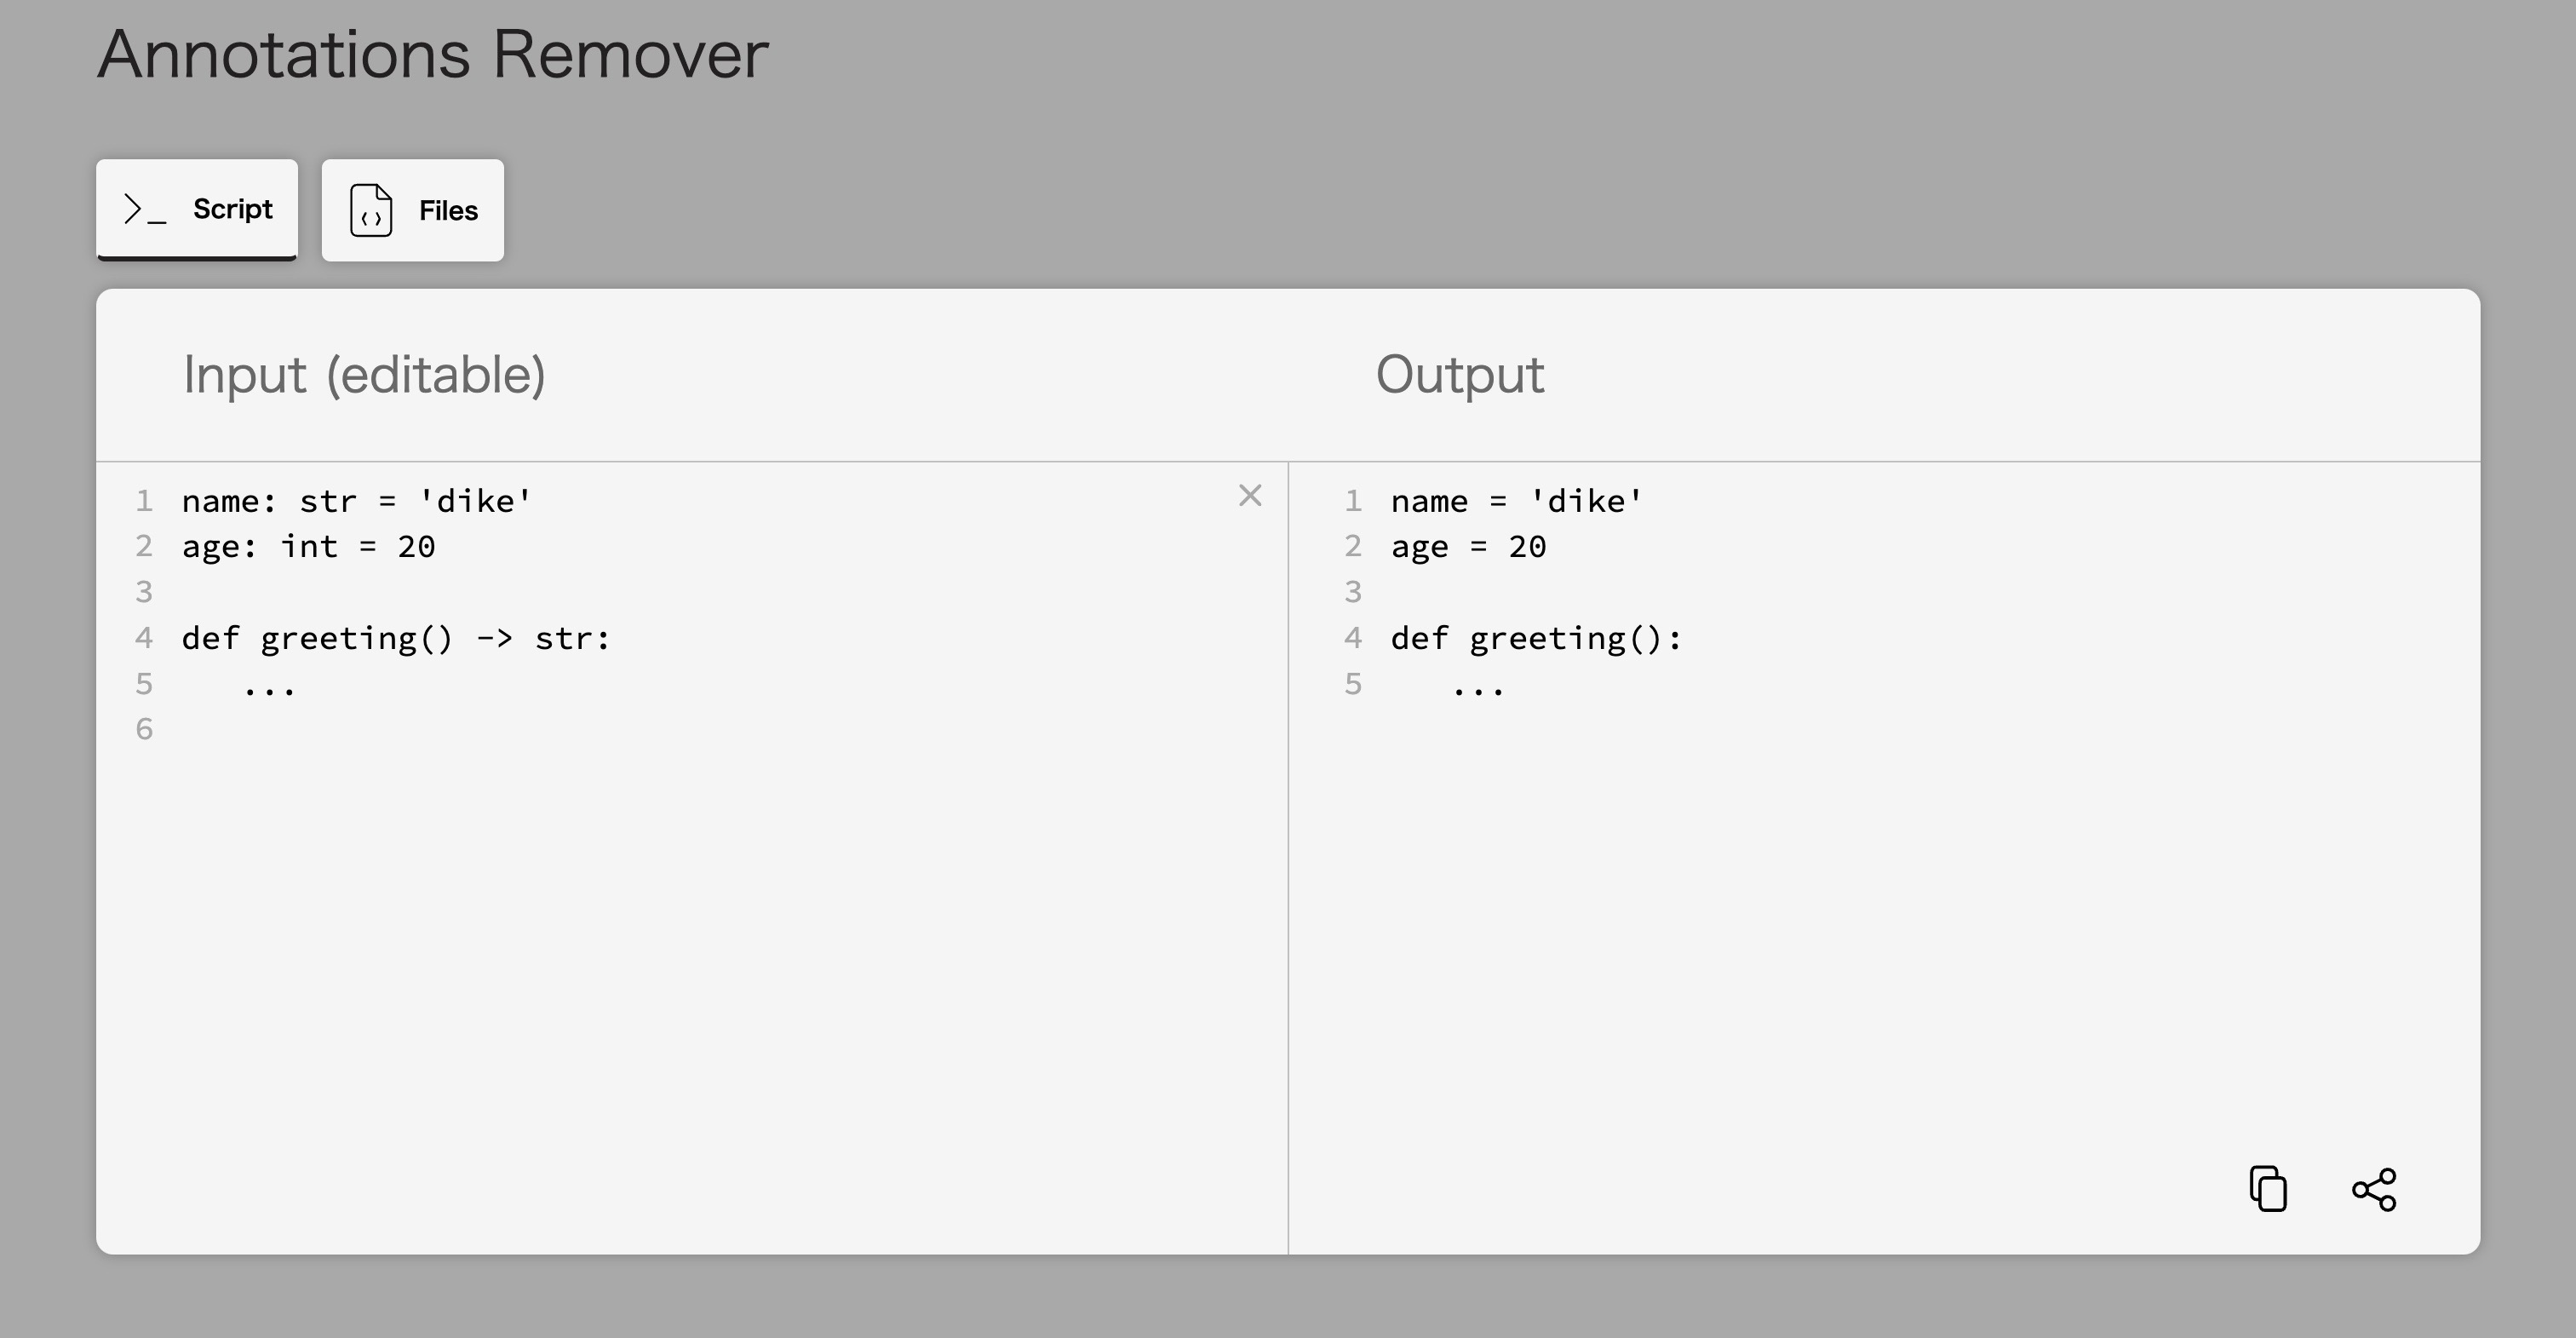 Annotations Remover
>_ Script
Files
Input (editable)
Output
1 name: str = 'dike'
2 age: int = 20
3
4 def greeting() -> str:
5    ...
6
1 name = 'dike'
2 age = 20
3
4 def greeting():
5    ...